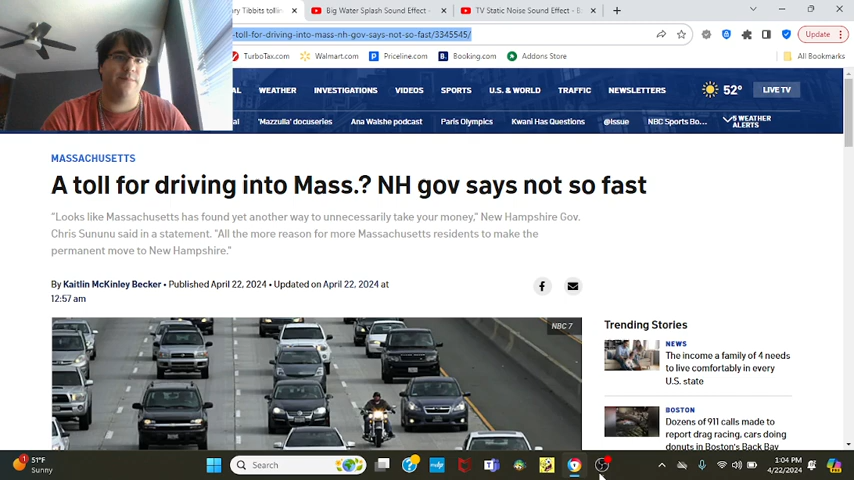 ary Tibbits tollin
Big Water Splash Sound Effect -
TV Static Noise Sound Effect - B
-toll-for-driving-into-mass-nh-gov-says-not-so-fast/3345545/
Update
TurboTax.com
Walmart.com
Priceline.com
Booking.com
Addons Store
All Bookmarks
AL WEATHER INVESTIGATIONS VIDEOS SPORTS U.S. & WORLD TRAFFIC NEWSLETTERS
52°
LIVE TV
al 'Mazzulla' docuseries Ana Walshe podcast Paris Olympics Kwani Has Questions @Issue NBC Sports Bo...
5 WEATHER
ALERTS
MASSACHUSETTS
A toll for driving into Mass.? NH gov says not so fast
"Looks like Massachusetts has found yet another way to unnecessarily take your money," New Hampshire Gov.
Chris Sununu said in a statement. "All the more reason for more Massachusetts residents to make the
permanent move to New Hampshire."
By Kaitlin McKinley Becker • Published April 22, 2024 • Updated on April 22, 2024 at
12:57 am
NBC 7
Trending Stories
NEWS
The income a family of 4 needs
to live comfortably in every
U.S. state
BOSTON
Dozens of 911 calls made to
report drag racing, cars doing
donuts in Boston's Back Bay
51°F
Sunny
Search
1:04 PM
4/22/2024